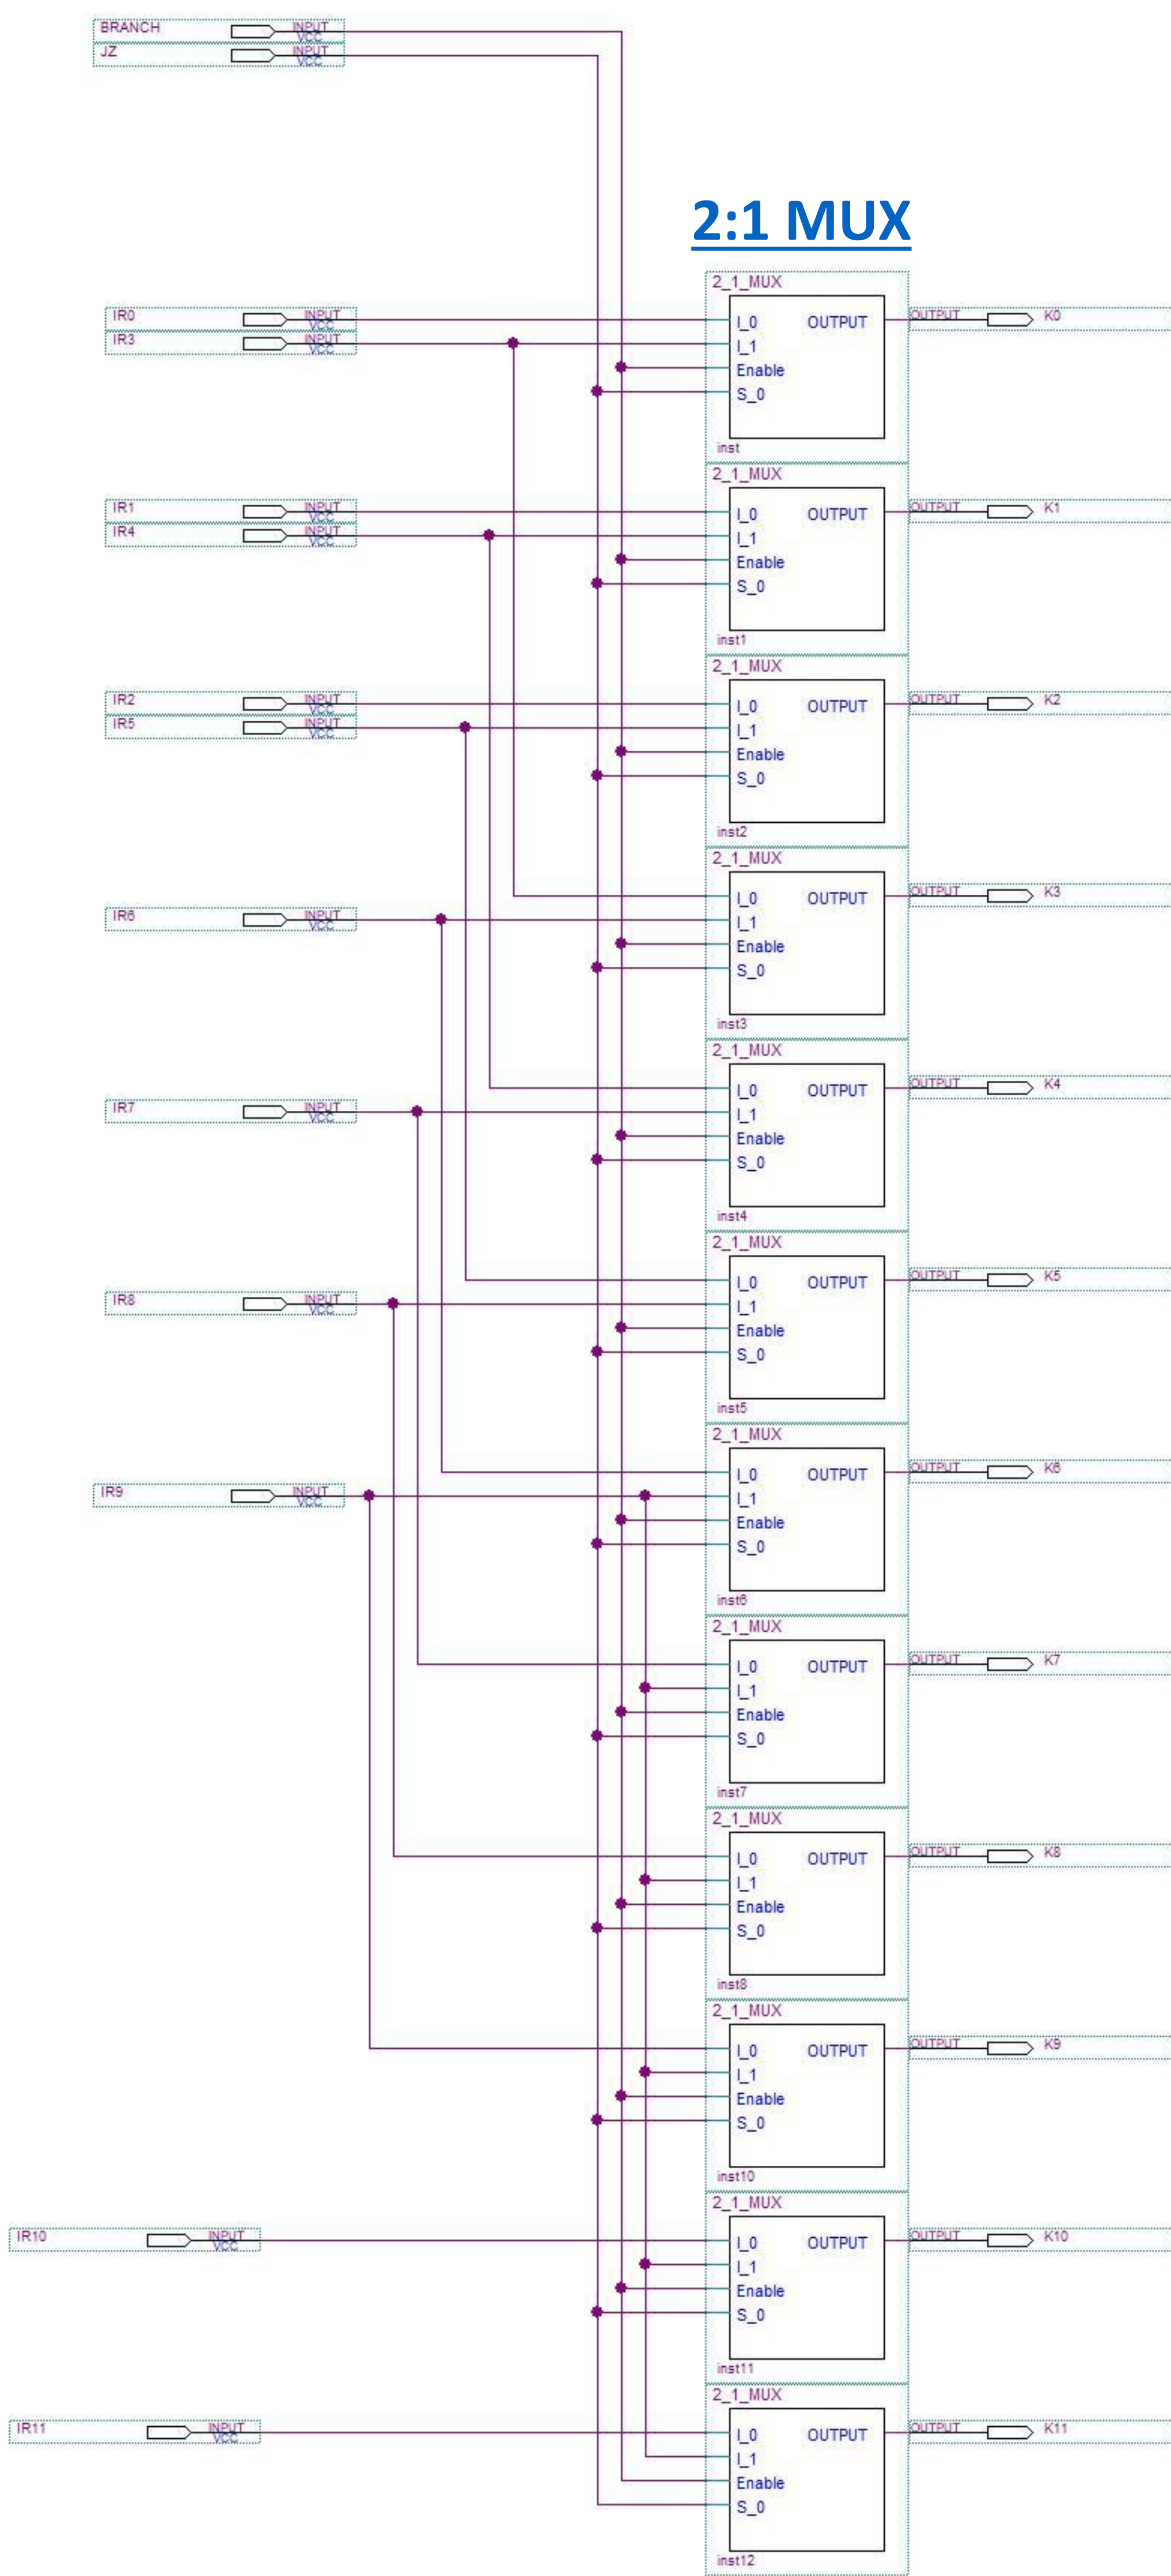 BRANCH INPUT
VCC
JZ INPUT
VCC
2:1 MUX
2_1_MUX
IR0 INPUT
VCC
I_0 OUTPUT
OUTPUT K0
IR3 INPUT
VCC
I_1
Enable
S_0
inst
2_1_MUX
IR1 INPUT
VCC
I_0 OUTPUT
OUTPUT K1
IR4 INPUT
VCC
I_1
Enable
S_0
inst1
2_1_MUX
IR2 INPUT
VCC
I_0 OUTPUT
OUTPUT K2
IR5 INPUT
VCC
I_1
Enable
S_0
inst2
2_1_MUX
I_0 OUTPUT
OUTPUT K3
IR6 INPUT
VCC
I_1
Enable
S_0
inst3
2_1_MUX
I_0 OUTPUT
OUTPUT K4
IR7 INPUT
VCC
I_1
Enable
S_0
inst4
2_1_MUX
I_0 OUTPUT
OUTPUT K5
IR8 INPUT
VCC
I_1
Enable
S_0
inst5
2_1_MUX
I_0 OUTPUT
OUTPUT K6
IR9 INPUT
VCC
I_1
Enable
S_0
inst6
2_1_MUX
I_0 OUTPUT
OUTPUT K7
I_1
Enable
S_0
inst7
2_1_MUX
I_0 OUTPUT
OUTPUT K8
I_1
Enable
S_0
inst8
2_1_MUX
I_0 OUTPUT
OUTPUT K9
I_1
Enable
S_0
inst10
2_1_MUX
IR10 INPUT
VCC
I_0 OUTPUT
OUTPUT K10
I_1
Enable
S_0
inst11
2_1_MUX
IR11 INPUT
VCC
I_0 OUTPUT
OUTPUT K11
I_1
Enable
S_0
inst12